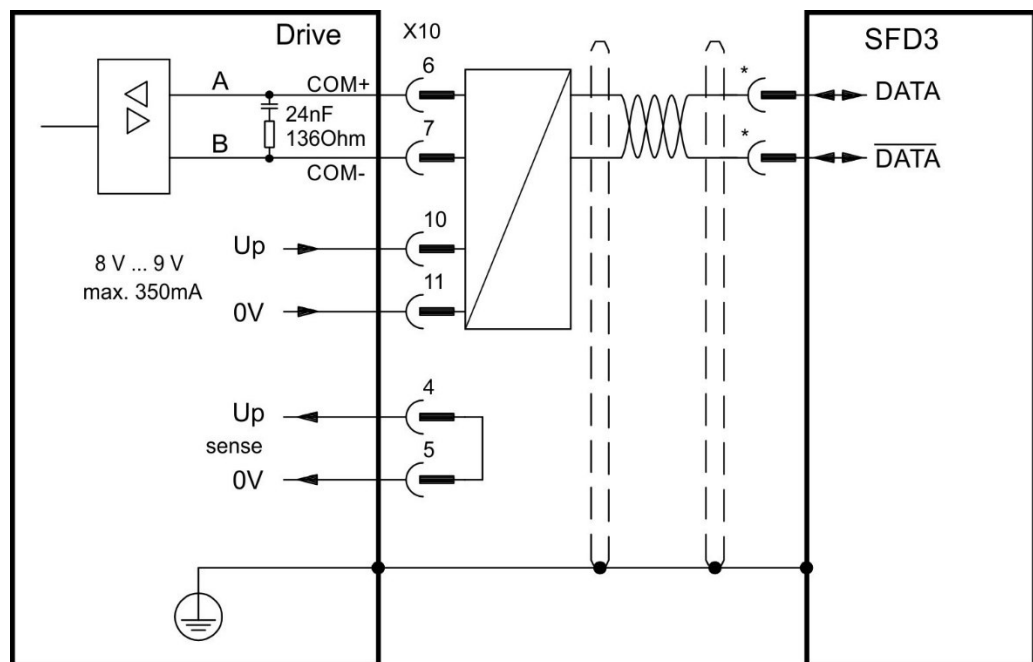 Drive
X10
SFD3
A
COM+
6
*
DATA
24nF
136Ohm
B
COM-
7
*
DATA
Up
10
8 V ... 9 V
max. 350mA
0V
11
Up
4
sense
0V
5